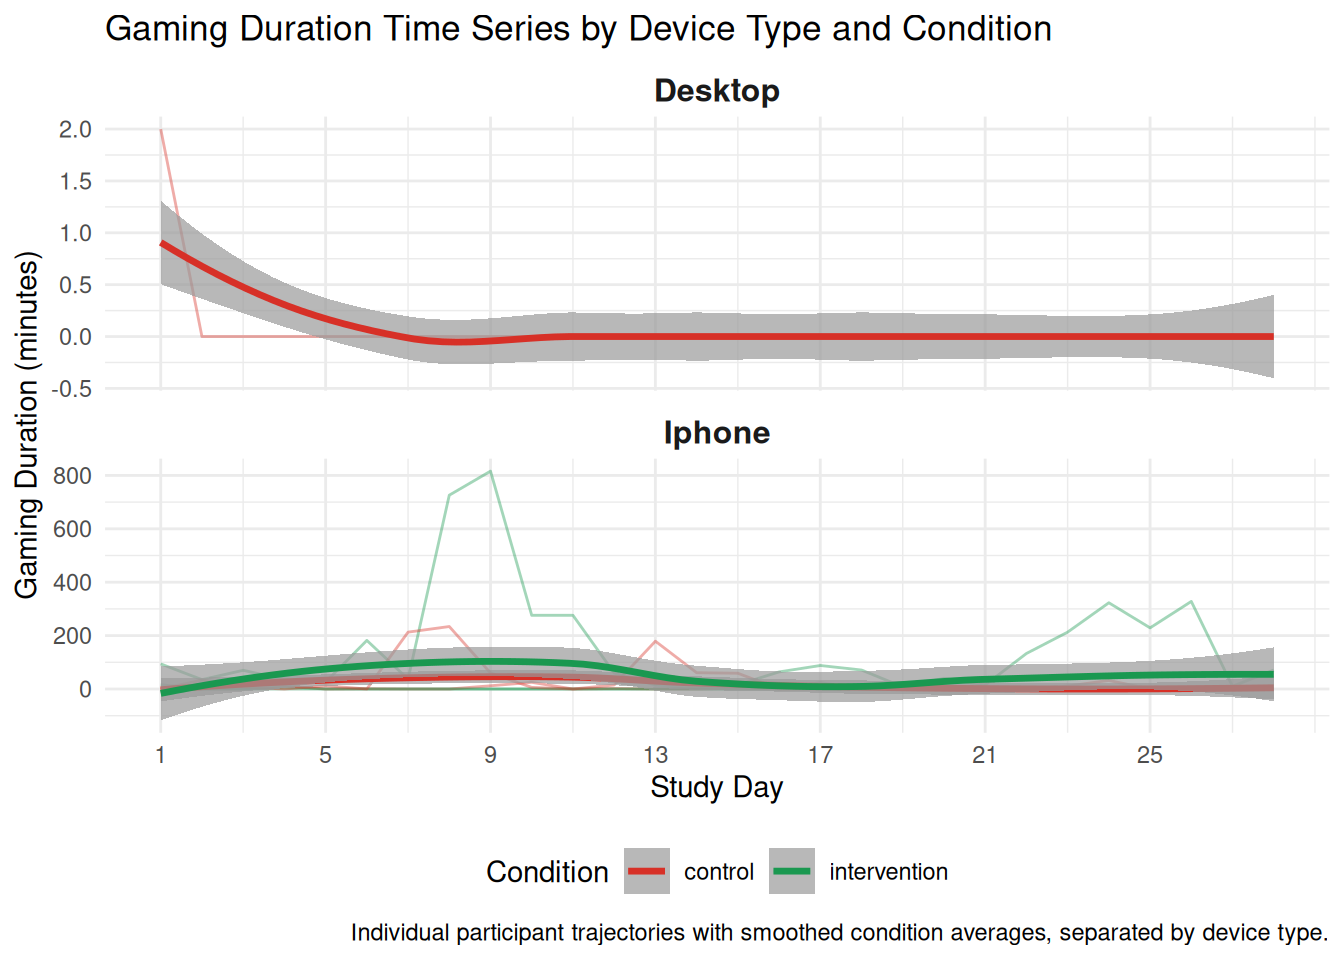 Gaming Duration Time Series by Device Type and Condition
Desktop
2.0
1.5
1.0
0.5
0.0
-0.5
Gaming Duration (minutes)
Iphone
800
600
400
200
0
1 5 9 13 17 21 25
Study Day
Condition control intervention
Individual participant trajectories with smoothed condition averages, separated by device type.